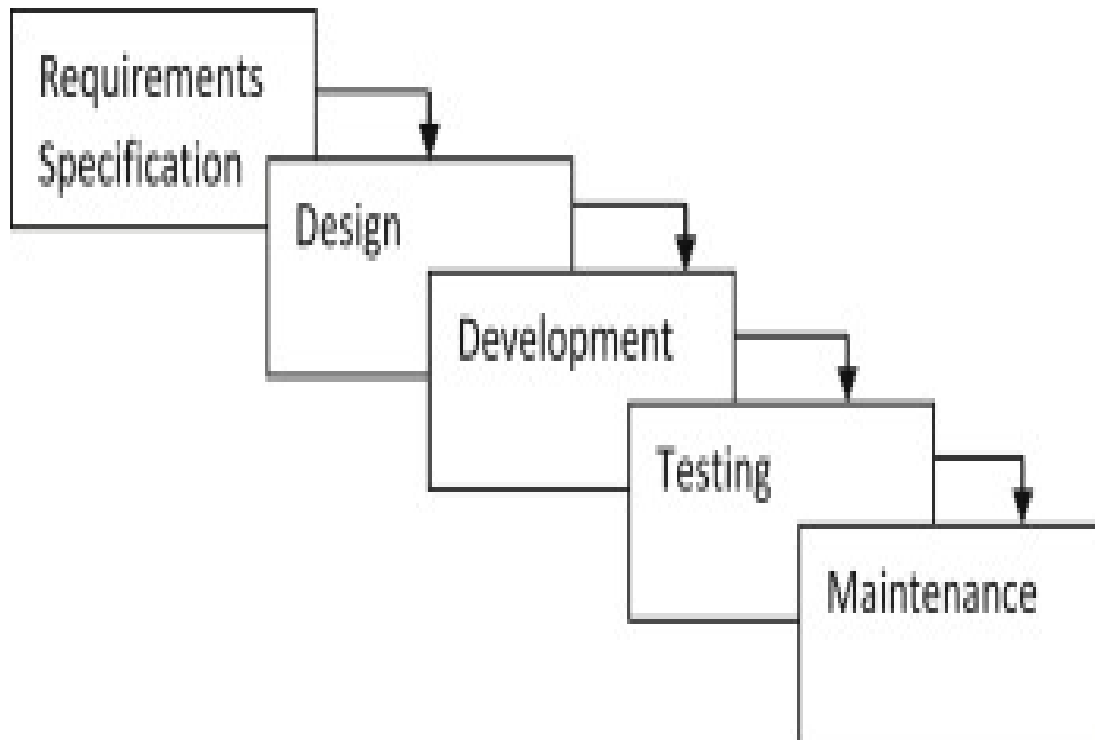 Requirements
Specification
Design
Development
Testing
Maintenance